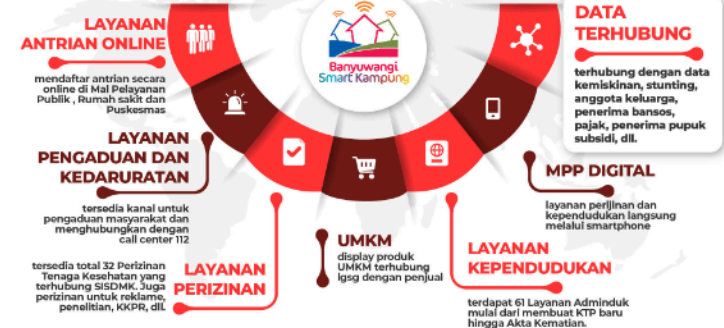 LAYANAN
ANTRIAN ONLINE
mendaftar antrian secara
online di Mal Pelayanan
Publik , Rumah sakit dan
Puskesmas
LAYANAN
PENGADUAN DAN
KEDARURATAN
tersedia kanal untuk
pengaduan masyarakat dan
menghubungkan dengan
call center 112
tersedia total 32 Perizinan
Tenaga Kesehatan yang
terhubung SISDMK. Juga
perizinan untuk reklame,
penelitian, KKPR, dll.
LAYANAN
PERIZINAN
Banyuwangi
Smart Kampung
UMKM
display produk
UMKM terhubung
lgsg dengan penjual
LAYANAN
KEPENDUDUKAN
terdapat 61 Layanan Adminduk
mulai dari membuat KTP baru
hingga Akta Kematian.
MPP DIGITAL
layanan perijinan dan
kependudukan langsung
melalui smartphone
DATA
TERHUBUNG
terhubung dengan data
kemiskinan, stunting,
anggota keluarga,
penerima bansos,
pajak, penerima pupuk
subsidi, dll.